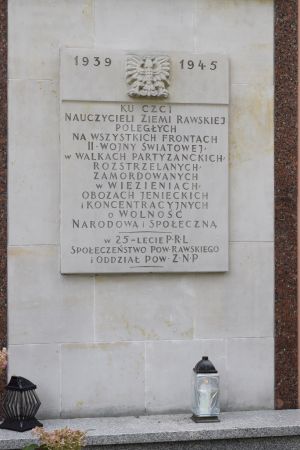 1939 1945
KU CZCI
NAUCZYCIELI ZIEMI RAWSKIEJ
POLEGŁYCH
NA WSZYSTKICH FRONTACH
II-WOJNY ŚWIATOWEJ-
W WALKACH PARTYZANCKICH-
ROZSTRZELANYCH-
ZAMORDOWANYCH
W WIĘZIENIACH-
OBOZACH JENIECKICH
I KONCENTRACYJNYCH
O WOLNOŚĆ
NARODOWĄ I SPOŁECZNĄ
W 25-LECIE P·R·L
SPOŁECZEŃSTWO POW·RAWSKIEGO
I ODDZIAŁ POW·Z·N·P